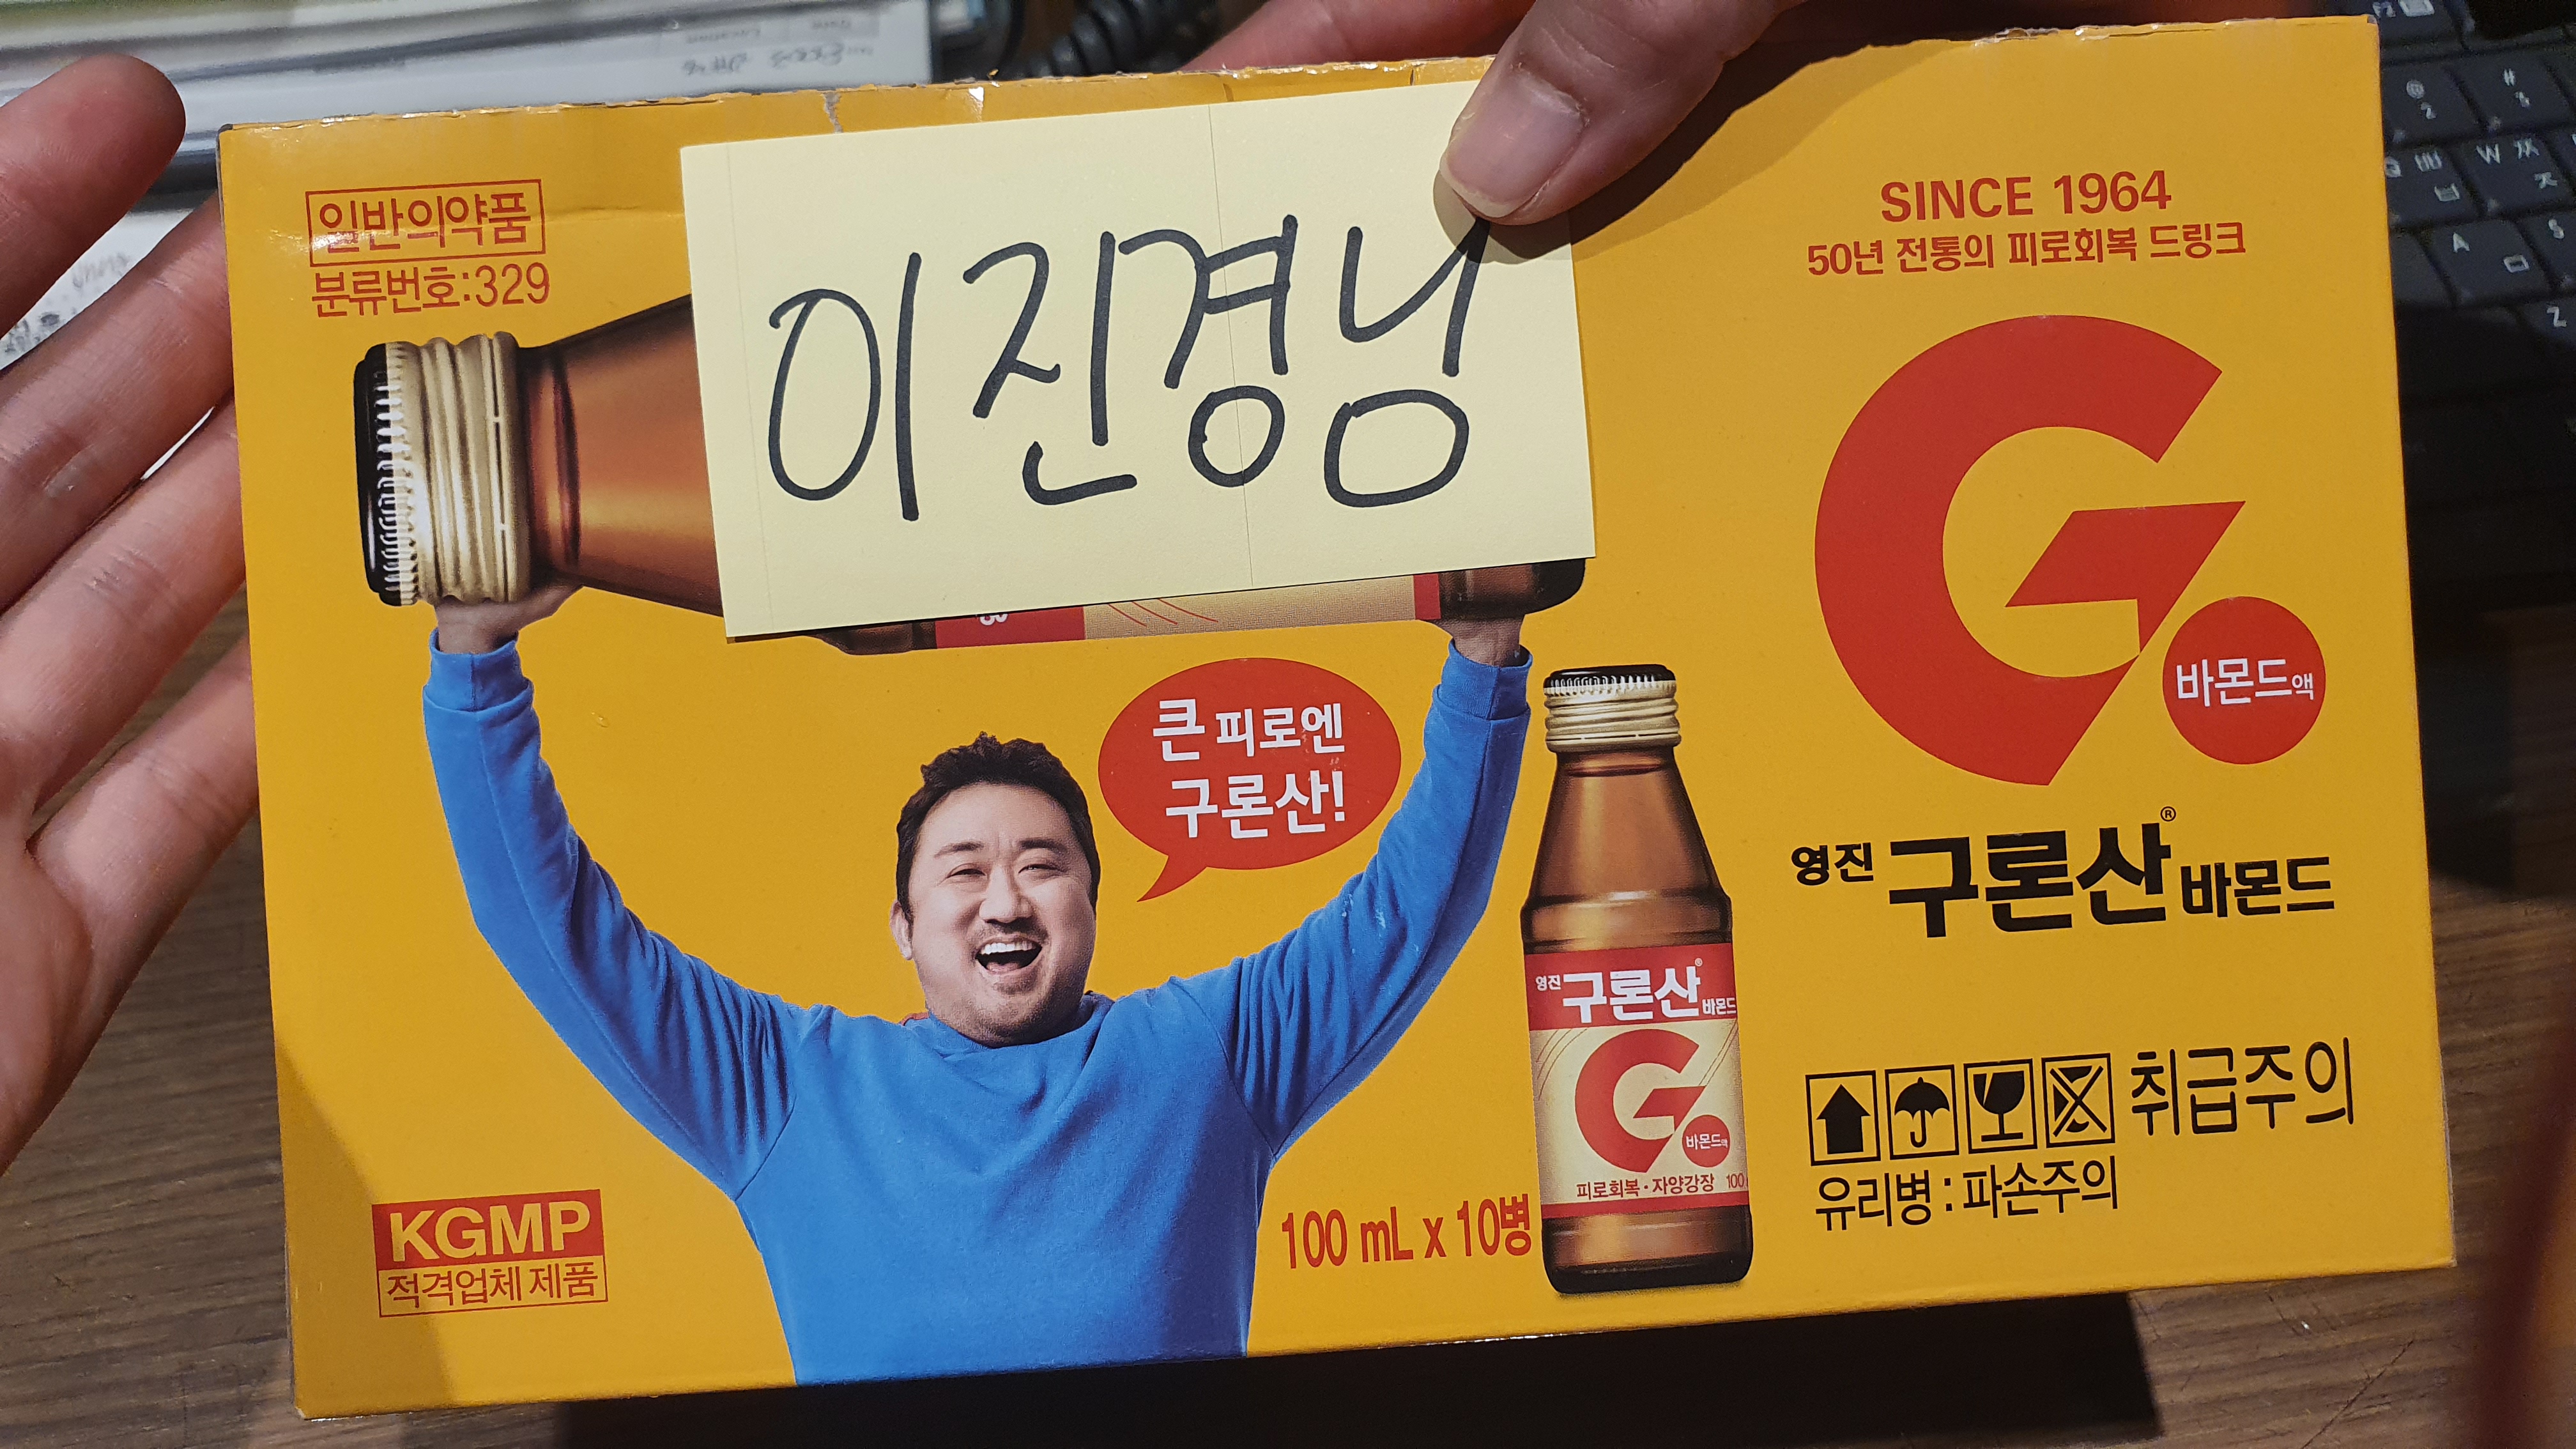 일반의약품
분류번호:329
이진경님
SINCE 1964
50년 전통의 피로회복 드링크
G
바몬드액
큰 피로엔
구론산!
영진 구론산® 바몬드
영진 구론산® 바몬드
G
바몬드액
피로회복·자양강장 100
100 mL x 10병
KGMP
적격업체 제품
취급주의
유리병 : 파손주의